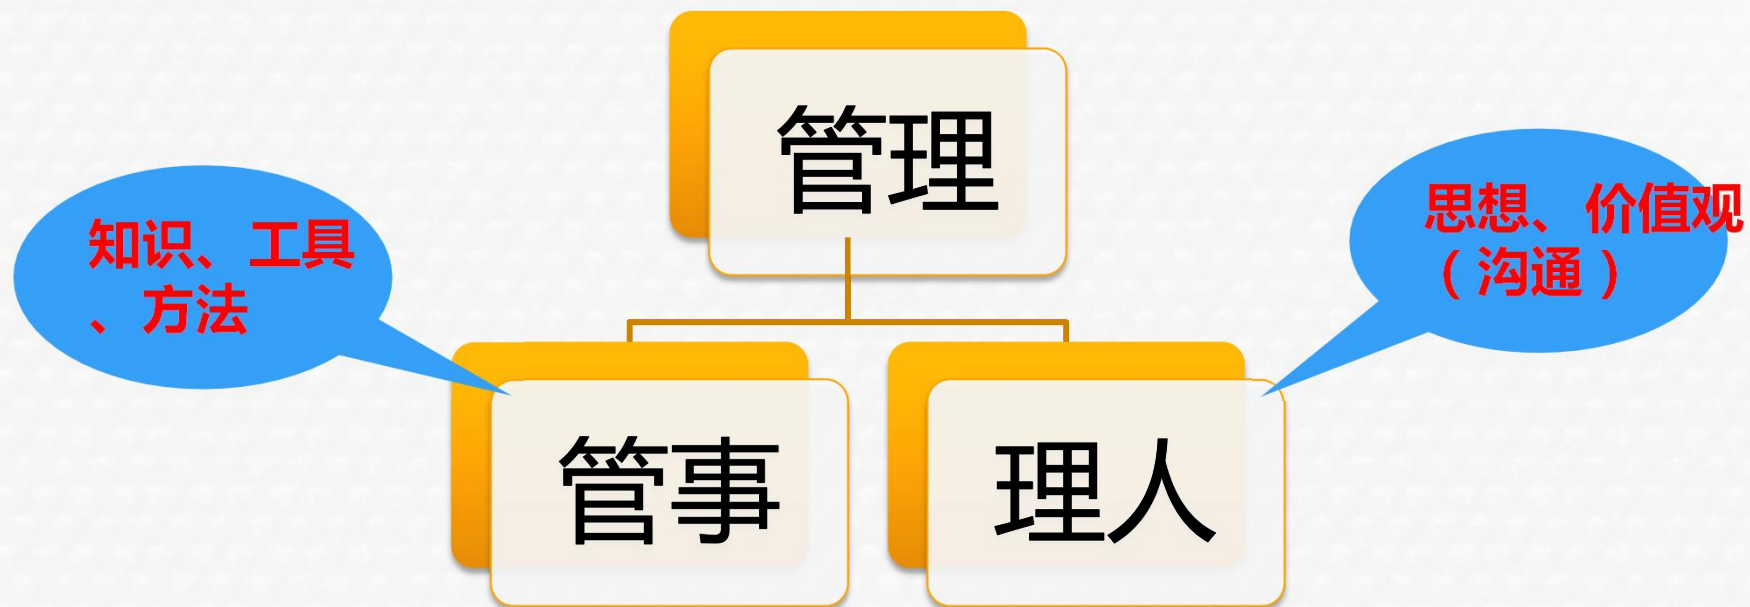 管理
知识、工具
、方法
思想、价值观
（沟通）
管事
理人